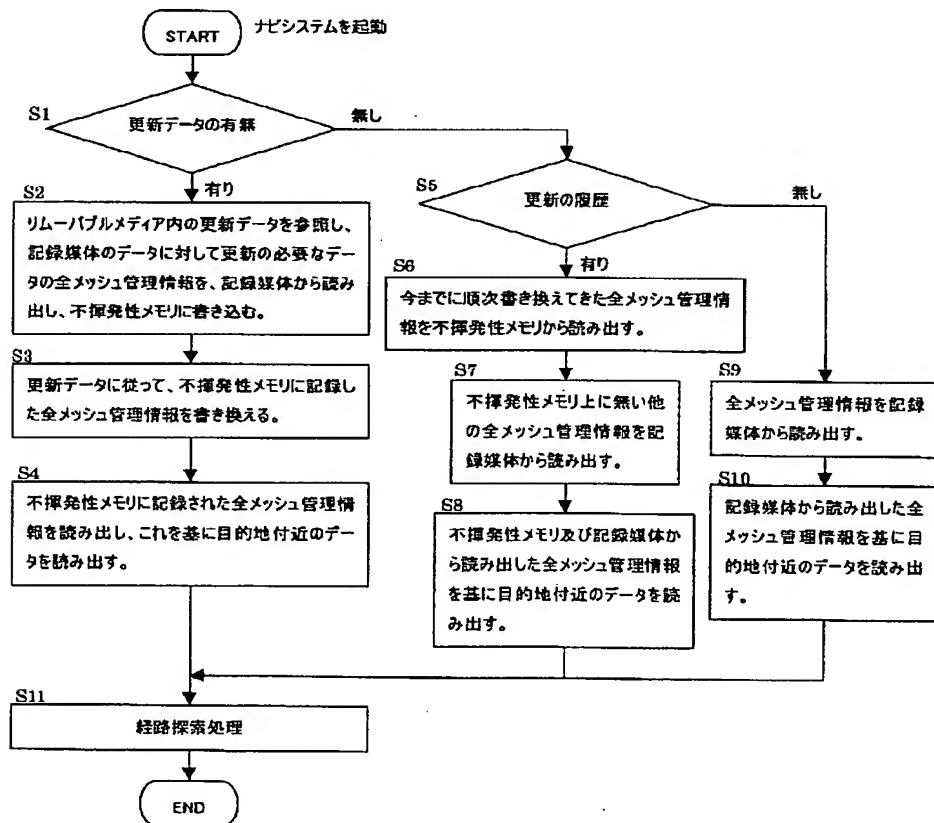 START
ナビシステムを起動
S1
更新データの有無
無し
有り
S2
リムーバブルメディア内の更新データを参照し、
記録媒体のデータに対して更新の必要なデー
タの全メッシュ管理情報を、記録媒体から読み
出し、不揮発性メモリに書き込む。
S3
更新データに従って、不揮発性メモリに記録し
た全メッシュ管理情報を書き換える。
S4
不揮発性メモリに記録された全メッシュ管理情
報を読み出し、これを基に目的地付近のデー
タを読み出す。
S5
更新の履歴
無し
有り
S6
今までに順次書き換えてきた全メッシュ管理情
報を不揮発性メモリから読み出す。
S7
不揮発性メモリ上に無い他
の全メッシュ管理情報を記
録媒体から読み出す。
S8
不揮発性メモリ及び記録媒体か
ら読み出した全メッシュ管理情報
を基に目的地付近のデータを読
み出す。
S9
全メッシュ管理情報を記録
媒体から読み出す。
S10
記録媒体から読み出した全
メッシュ管理情報を基に目
的地付近のデータを読み出
す。
S11
経路探索処理
END